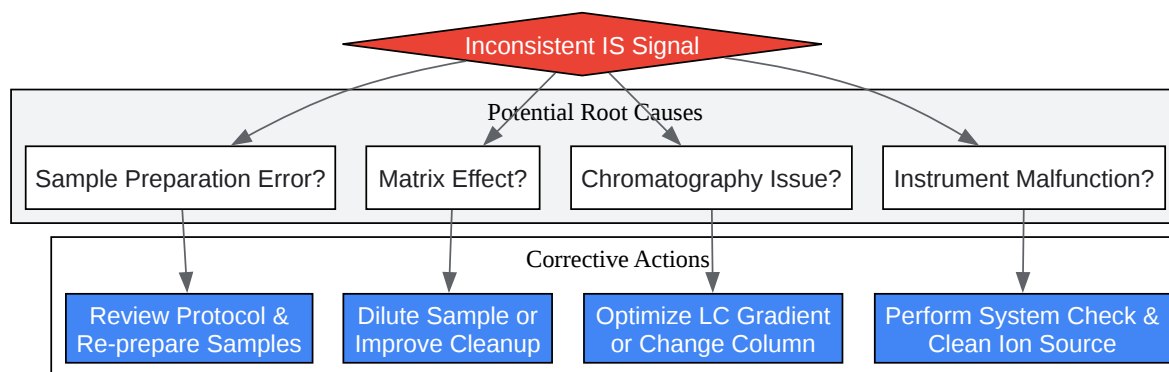 Inconsistent IS Signal
Potential Root Causes
Sample Preparation Error?
Matrix Effect?
Chromatography Issue?
Instrument Malfunction?
Corrective Actions
Review Protocol &
Re-prepare Samples
Dilute Sample or
Improve Cleanup
Optimize LC Gradient
or Change Column
Perform System Check &
Clean Ion Source